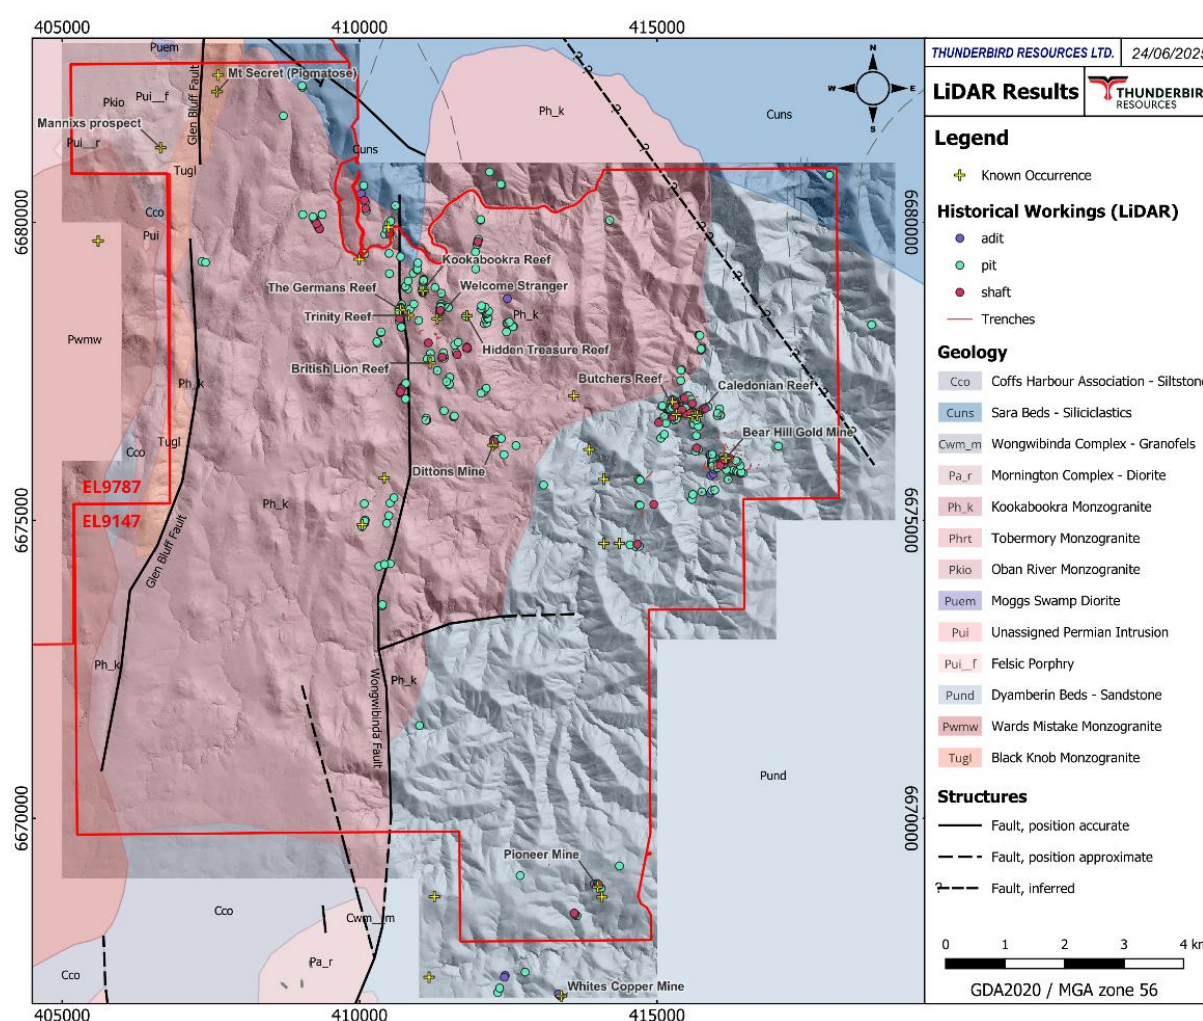 405000
410000
415000
THUNDERBIRD RESOURCES LTD.
24/06/2025
LiDAR Results
THUNDERBIRD
RESOURCES
Legend
Known Occurrence
Historical Workings (LiDAR)
adit
pit
shaft
Trenches
Geology
Cco Coffs Harbour Association - Siltstone
Cuns Sara Beds - Siliciclastics
Cwm_m Wongwibinda Complex - Granofels
Pa_r Mornington Complex - Diorite
Ph_k Kookabookra Monzogranite
Phrt Tobermory Monzogranite
Pkio Oban River Monzogranite
Puem Moggs Swamp Diorite
Pui Unassigned Permian Intrusion
Pui__f Felsic Porphry
Pund Dyamberin Beds - Sandstone
Pwmw Wards Mistake Monzogranite
Tugl Black Knob Monzogranite
Structures
Fault, position accurate
Fault, position approximate
? Fault, inferred
0 1 2 3 4 km
GDA2020 / MGA zone 56
N
W E
S
Puem
Mt Secret (Pigmatose)
Pkio
Pui__f
Glen Bluff Fault
Mannixs prospect
Pui__r
Tugl
Cuns
Ph_k
Cuns
?
?
?
?
?
?
?
6680000
6680000
Cco
Pui
Kookabookra Reef
The Germans Reef
Welcome Stranger
Trinity Reef
Ph_k
Hidden Treasure Reef
Pwmw
British Lion Reef
Ph_k
Butchers Reef
Caledonian Reef
Bear Hill Gold Mine
Tugl
Cco
Dittons Mine
EL9787
EL9147
Ph_k
6675000
6675000
Glen Bluff Fault
Ph_k
Ph_k
Wongwibinda Fault
Pund
6670000
6670000
Pioneer Mine
Cco
Cwm__m
Pa_r
Cco
Whites Copper Mine
405000
410000
415000